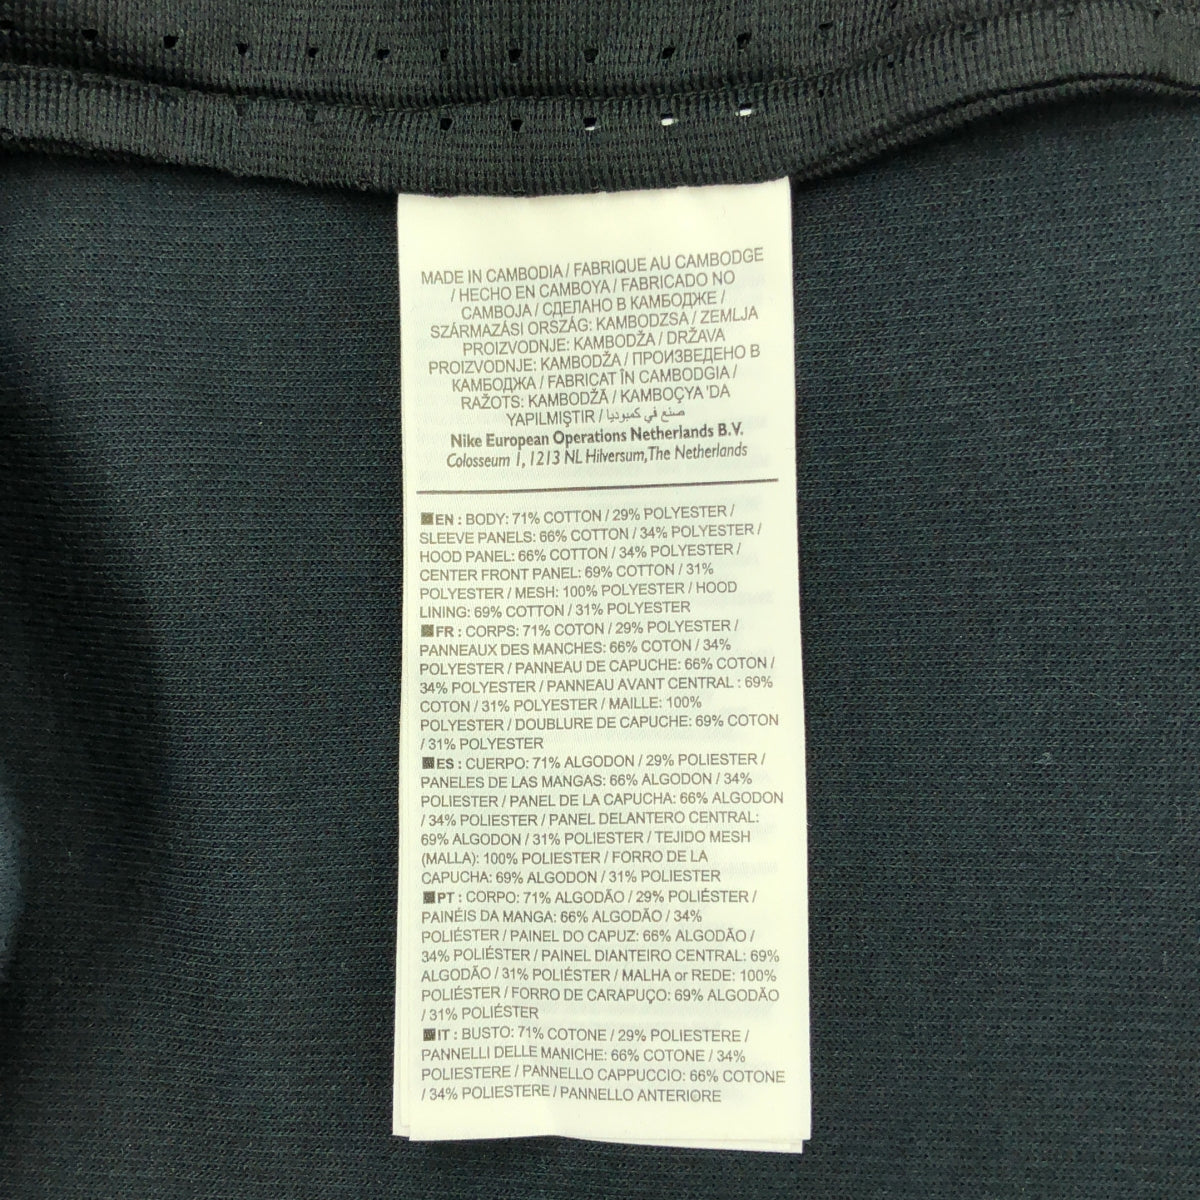 MADE IN CAMBODIA / FABRIQUE AU CAMBODGE
/ HECHO EN CAMBOYA / FABRICADO NO
CAMBOJA / СДЕЛАНО В КАМБОДЖЕ /
SZÁRMAZÁSI ORSZÁG: KAMBODZSA / ZEMLJA
PROIZVODNJE: KAMBODŽA / DRŽAVA
PROIZVODNJE: KAMBODŽA / ПРОИЗВЕДЕНО В
КАМБОДЖА / FABRICAT ÎN CAMBODGIA /
RAŽOTS: KAMBODŽĀ / KAMBOÇYA 'DA
YAPILMIŞTIR / صنع في كمبوديا
Nike European Operations Netherlands B.V.
Colosseum 1, 1213 NL Hilversum, The Netherlands
EN : BODY: 71% COTTON / 29% POLYESTER /
SLEEVE PANELS: 66% COTTON / 34% POLYESTER /
HOOD PANEL: 66% COTTON / 34% POLYESTER /
CENTER FRONT PANEL: 69% COTTON / 31%
POLYESTER / MESH: 100% POLYESTER / HOOD
LINING: 69% COTTON / 31% POLYESTER
FR : CORPS: 71% COTON / 29% POLYESTER /
PANNEAUX DES MANCHES: 66% COTON / 34%
POLYESTER / PANNEAU DE CAPUCHE: 66% COTON /
34% POLYESTER / PANNEAU AVANT CENTRAL : 69%
COTON / 31% POLYESTER / MAILLE: 100%
POLYESTER / DOUBLURE DE CAPUCHE: 69% COTON
/ 31% POLYESTER
ES : CUERPO: 71% ALGODON / 29% POLIESTER /
PANELES DE LAS MANGAS: 66% ALGODON / 34%
POLIESTER / PANEL DE LA CAPUCHA: 66% ALGODON
/ 34% POLIESTER / PANEL DELANTERO CENTRAL:
69% ALGODON / 31% POLIESTER / TEJIDO MESH
(MALLA): 100% POLIESTER / FORRO DE LA
CAPUCHA: 69% ALGODON / 31% POLIESTER
PT : CORPO: 71% ALGODÃO / 29% POLIÉSTER /
PAINÉIS DA MANGA: 66% ALGODÃO / 34%
POLIÉSTER / PAINEL DO CAPUZ: 66% ALGODÃO /
34% POLIÉSTER / PAINEL DIANTEIRO CENTRAL: 69%
ALGODÃO / 31% POLIÉSTER / MALHA or REDE: 100%
POLIÉSTER / FORRO DE CARAPUÇO: 69% ALGODÃO
/ 31% POLIÉSTER
IT : BUSTO: 71% COTONE / 29% POLIESTERE /
PANNELLI DELLE MANICHE: 66% COTONE / 34%
POLIESTERE / PANNELLO CAPPUCCIO: 66% COTONE
/ 34% POLIESTERE / PANNELLO ANTERIORE